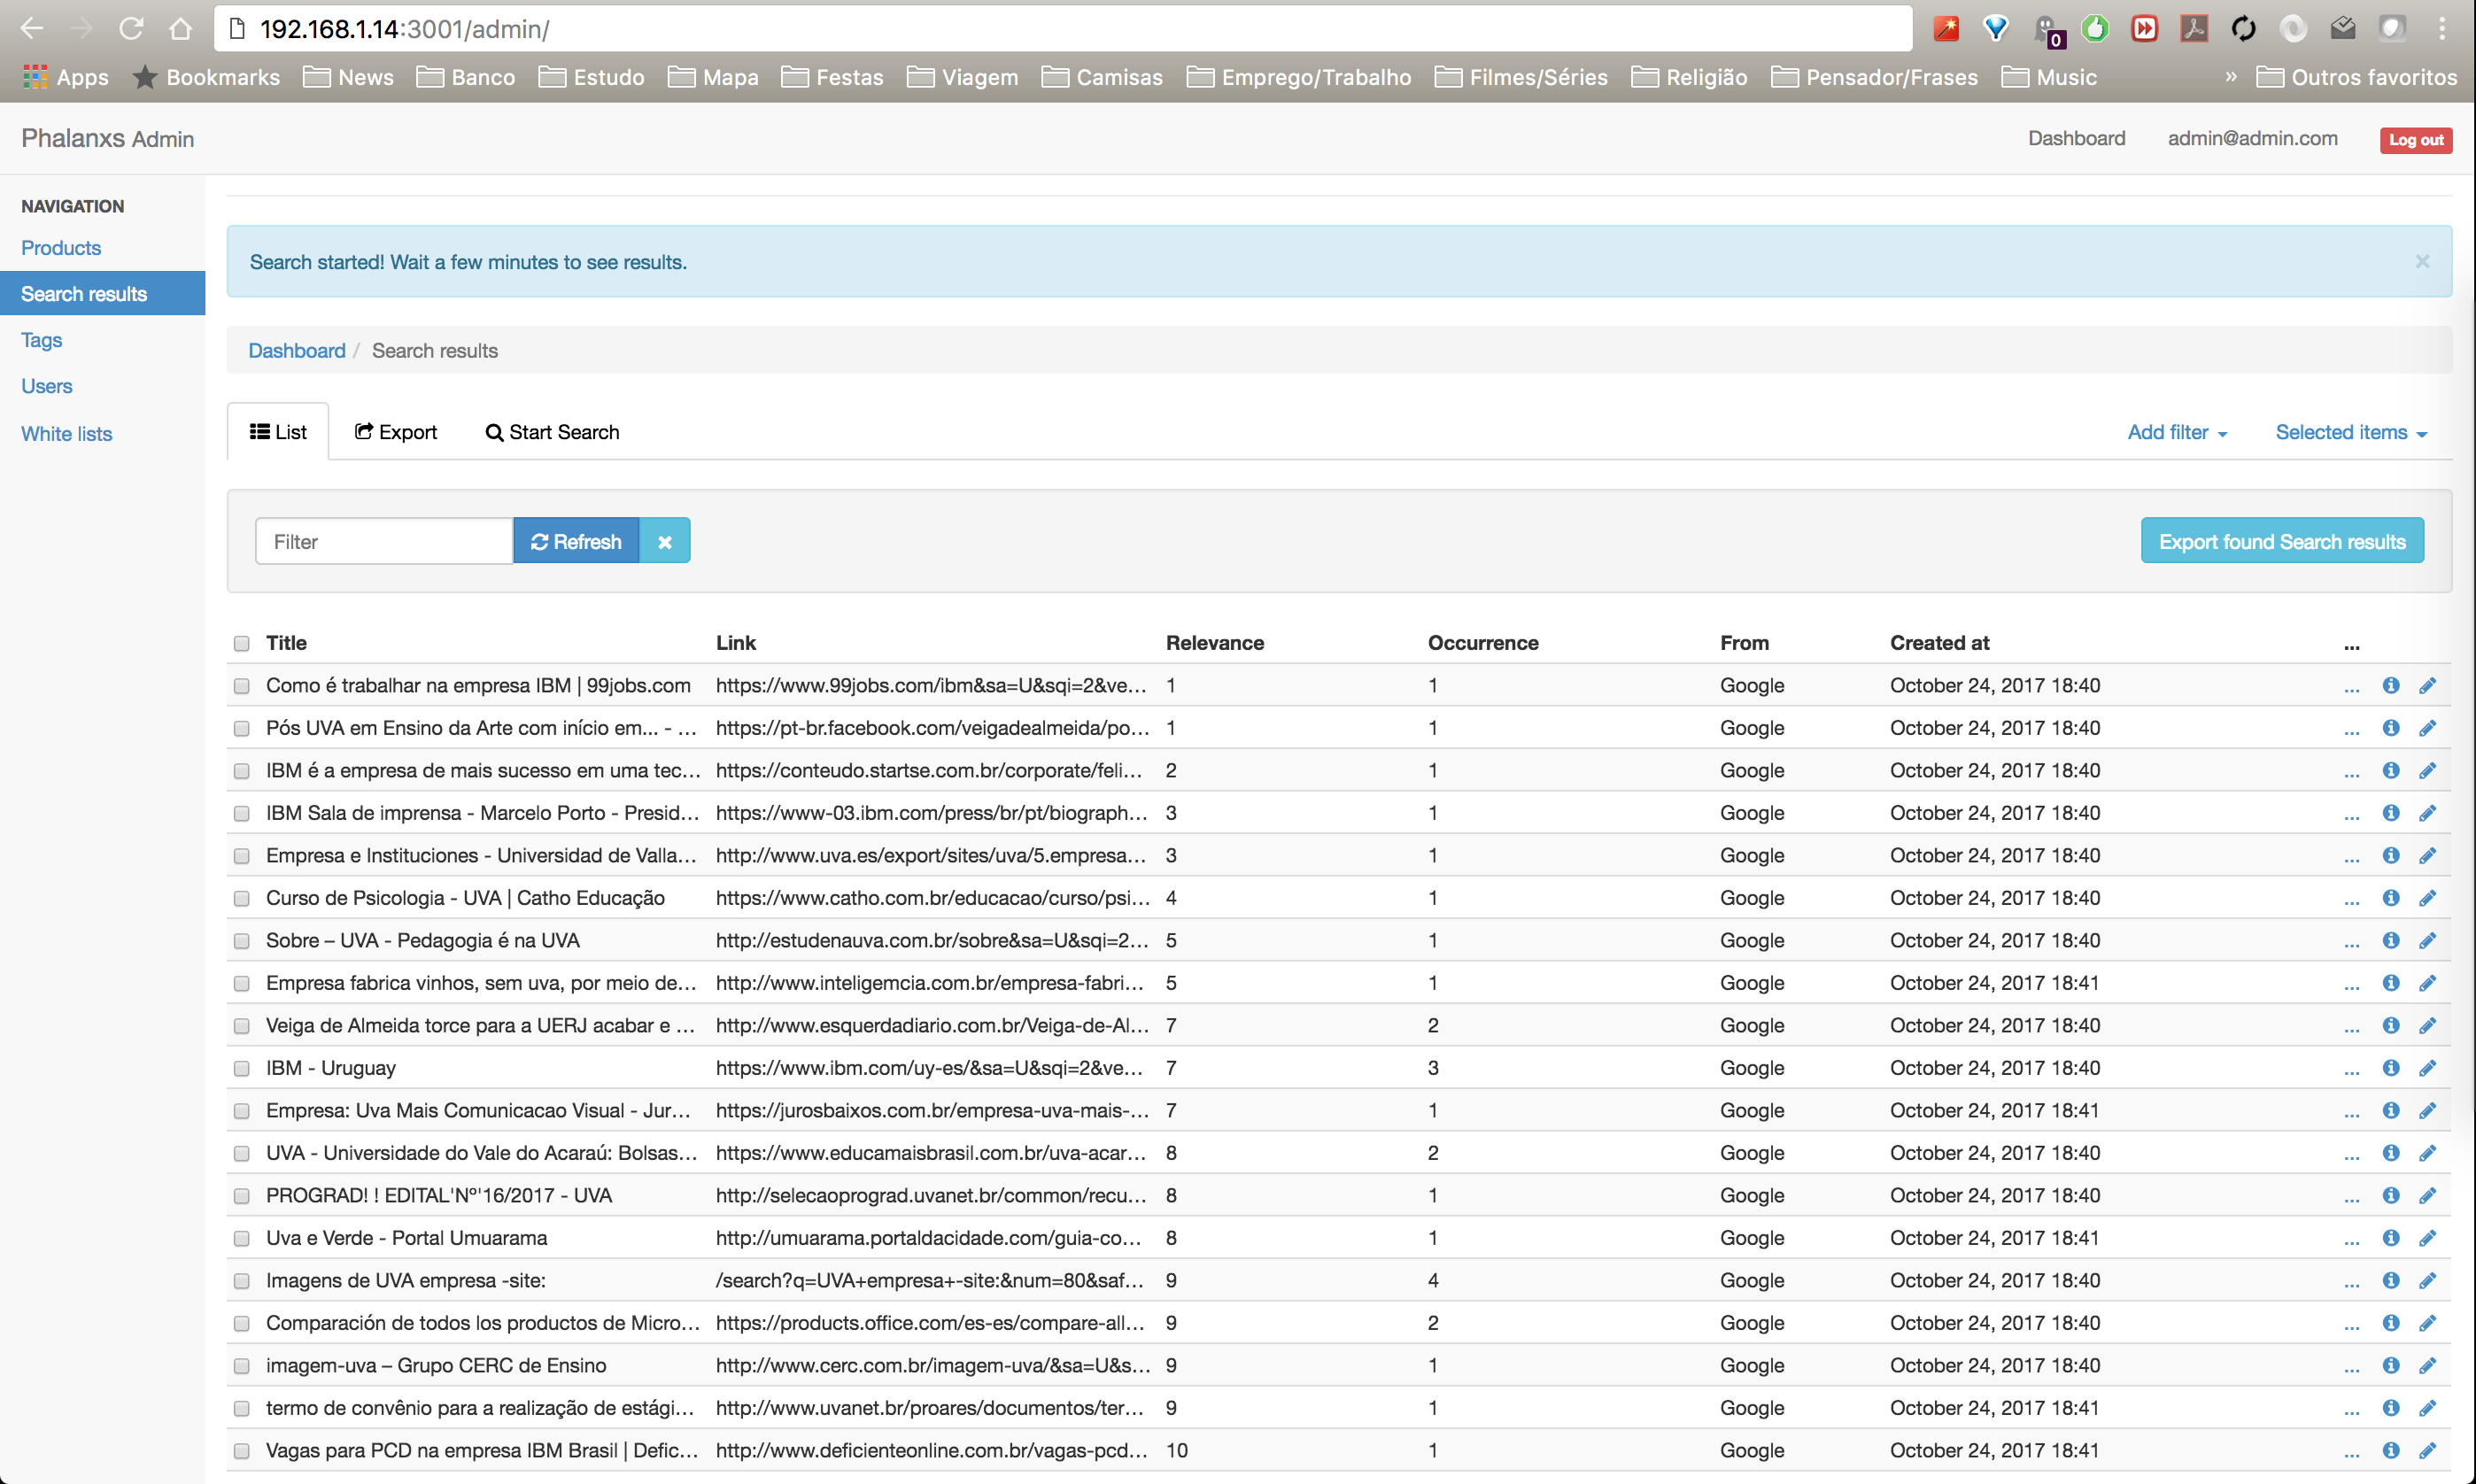 192.168.1.14:3001/admin/
0
Apps Bookmarks News Banco Estudo Mapa Festas Viagem Camisas Emprego/Trabalho Filmes/Séries Religião Pensador/Frases Music » Outros favoritos
Phalanxs Admin Dashboard admin@admin.com Log out
NAVIGATION
Products
Search results
Tags
Users
White lists
Search started! Wait a few minutes to see results. ×
Dashboard / Search results
List Export Start Search Add filter Selected items
Filter Refresh × Export found Search results
Title Link Relevance Occurrence From Created at ...
Como é trabalhar na empresa IBM | 99jobs.com https://www.99jobs.com/ibm&sa=U&sqi=2&ve... 1 1 Google October 24, 2017 18:40 ...
Pós UVA em Ensino da Arte com início em... - ... https://pt-br.facebook.com/veigadealmeida/po... 1 1 Google October 24, 2017 18:40 ...
IBM é a empresa de mais sucesso em uma tec... https://conteudo.startse.com.br/corporate/feli... 2 1 Google October 24, 2017 18:40 ...
IBM Sala de imprensa - Marcelo Porto - Presid... https://www-03.ibm.com/press/br/pt/biograph... 3 1 Google October 24, 2017 18:40 ...
Empresa e Instituciones - Universidad de Valla... http://www.uva.es/export/sites/uva/5.empresa... 3 1 Google October 24, 2017 18:40 ...
Curso de Psicologia - UVA | Catho Educação https://www.catho.com.br/educacao/curso/psi... 4 1 Google October 24, 2017 18:40 ...
Sobre – UVA - Pedagogia é na UVA http://estudenauva.com.br/sobre&sa=U&sqi=2... 5 1 Google October 24, 2017 18:40 ...
Empresa fabrica vinhos, sem uva, por meio de... http://www.inteligemcia.com.br/empresa-fabri... 5 1 Google October 24, 2017 18:41 ...
Veiga de Almeida torce para a UERJ acabar e ... http://www.esquerdadiario.com.br/Veiga-de-Al... 7 2 Google October 24, 2017 18:40 ...
IBM - Uruguay https://www.ibm.com/uy-es/&sa=U&sqi=2&ve... 7 3 Google October 24, 2017 18:40 ...
Empresa: Uva Mais Comunicacao Visual - Jur... https://jurosbaixos.com.br/empresa-uva-mais-... 7 1 Google October 24, 2017 18:41 ...
UVA - Universidade do Vale do Acaraú: Bolsas... https://www.educamaisbrasil.com.br/uva-acar... 8 2 Google October 24, 2017 18:40 ...
PROGRAD! ! EDITAL'Nº'16/2017 - UVA http://selecaoprograd.uvanet.br/common/recu... 8 1 Google October 24, 2017 18:40 ...
Uva e Verde - Portal Umuarama http://umuarama.portaldacidade.com/guia-co... 8 1 Google October 24, 2017 18:41 ...
Imagens de UVA empresa -site: /search?q=UVA+empresa+-site:&num=80&saf... 9 4 Google October 24, 2017 18:40 ...
Comparación de todos los productos de Micro... https://products.office.com/es-es/compare-all... 9 2 Google October 24, 2017 18:40 ...
imagem-uva – Grupo CERC de Ensino http://www.cerc.com.br/imagem-uva/&sa=U&s... 9 1 Google October 24, 2017 18:40 ...
termo de convênio para a realização de estági... http://www.uvanet.br/proares/documentos/ter... 9 1 Google October 24, 2017 18:41 ...
Vagas para PCD na empresa IBM Brasil | Defic... http://www.deficienteonline.com.br/vagas-pcd... 10 1 Google October 24, 2017 18:41 ...